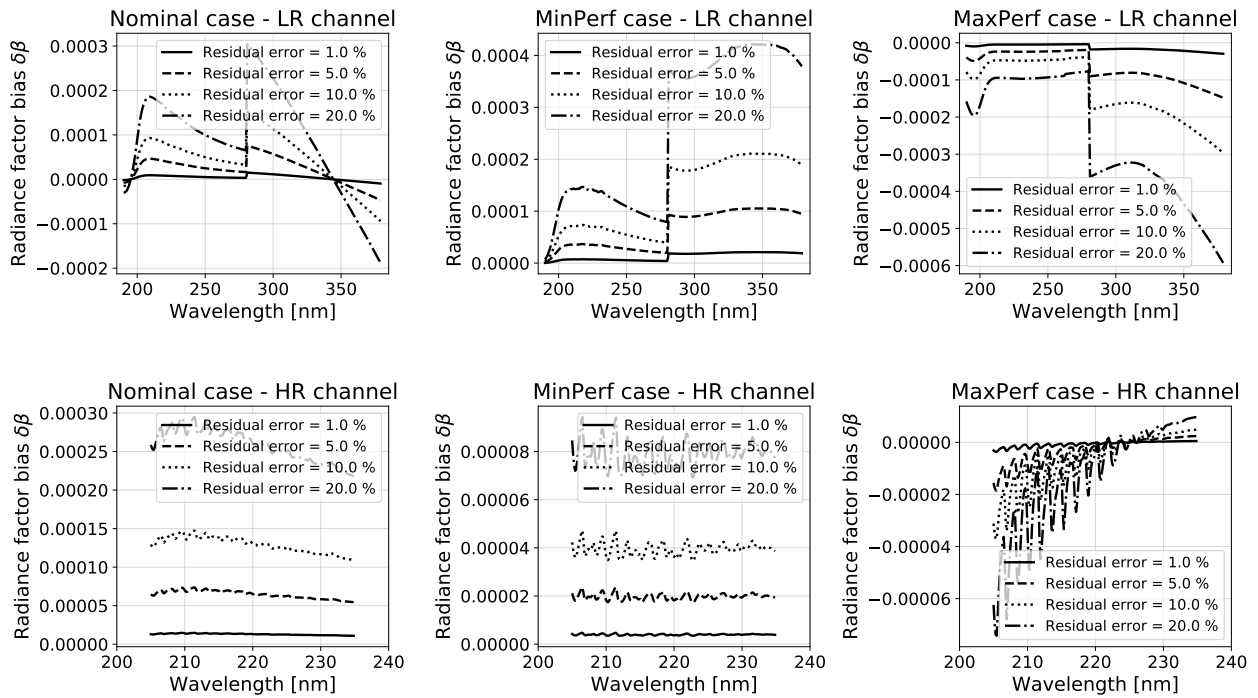 Nominal case - LR channel
Radiance factor bias δβ
0.0003
0.0002
0.0001
0.0000
−0.0001
−0.0002
Residual error = 1.0 %
Residual error = 5.0 %
Residual error = 10.0 %
Residual error = 20.0 %
200 250 300 350
Wavelength [nm]
MinPerf case - LR channel
Radiance factor bias δβ
0.0004
0.0003
0.0002
0.0001
0.0000
Residual error = 1.0 %
Residual error = 5.0 %
Residual error = 10.0 %
Residual error = 20.0 %
200 250 300 350
Wavelength [nm]
MaxPerf case - LR channel
Radiance factor bias δβ
0.0000
−0.0001
−0.0002
−0.0003
−0.0004
−0.0005
−0.0006
Residual error = 1.0 %
Residual error = 5.0 %
Residual error = 10.0 %
Residual error = 20.0 %
200 250 300 350
Wavelength [nm]
Nominal case - HR channel
Radiance factor bias δβ
0.00030
0.00025
0.00020
0.00015
0.00010
0.00005
0.00000
Residual error = 1.0 %
Residual error = 5.0 %
Residual error = 10.0 %
Residual error = 20.0 %
200 210 220 230 240
Wavelength [nm]
MinPerf case - HR channel
Radiance factor bias δβ
0.00008
0.00006
0.00004
0.00002
0.00000
Residual error = 1.0 %
Residual error = 5.0 %
Residual error = 10.0 %
Residual error = 20.0 %
200 210 220 230 240
Wavelength [nm]
MaxPerf case - HR channel
Radiance factor bias δβ
0.00000
−0.00002
−0.00004
−0.00006
Residual error = 1.0 %
Residual error = 5.0 %
Residual error = 10.0 %
Residual error = 20.0 %
200 210 220 230 240
Wavelength [nm]